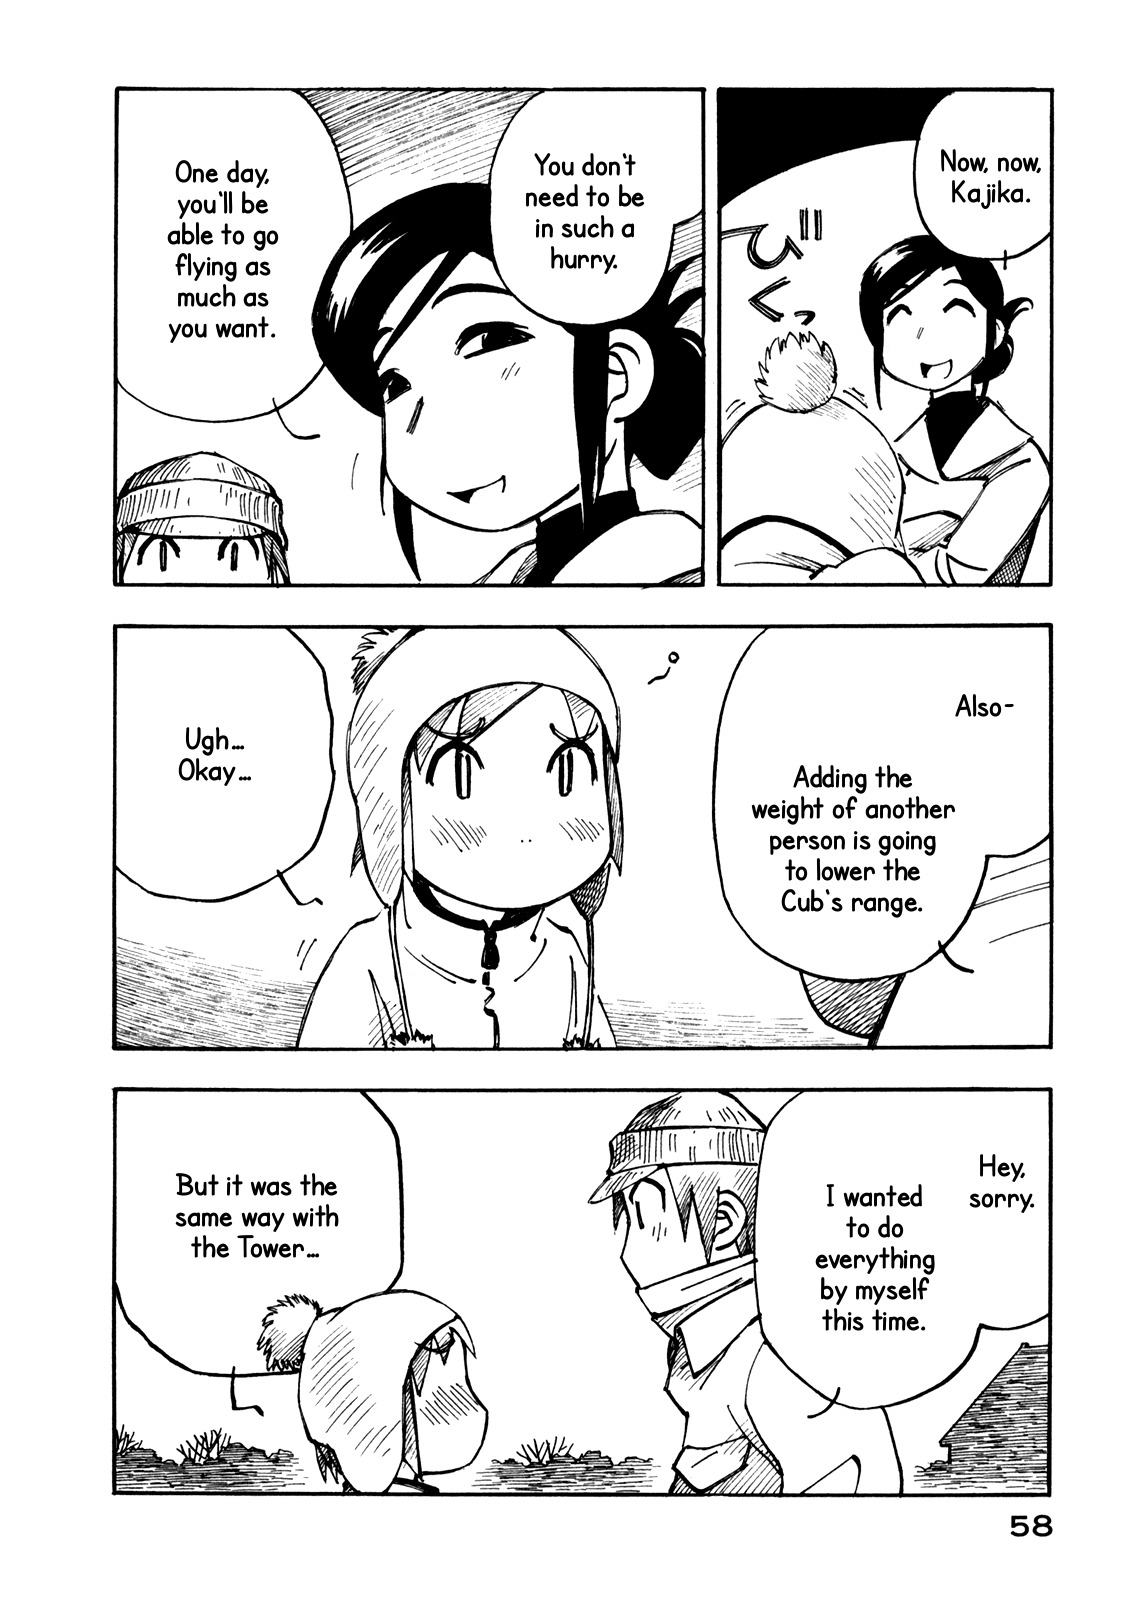 Now, now,
Kajika.
びくっ
You don't
need to be
in such a
hurry.
One day,
you'll be
able to go
flying as
much as
you want.
Also-
Adding the
weight of another
person is going
to lower the
Cub's range.
Ugh...
Okay...
Hey,
sorry.
I wanted
to do
everything
by myself
this time.
But it was the
same way with
the Tower...
58